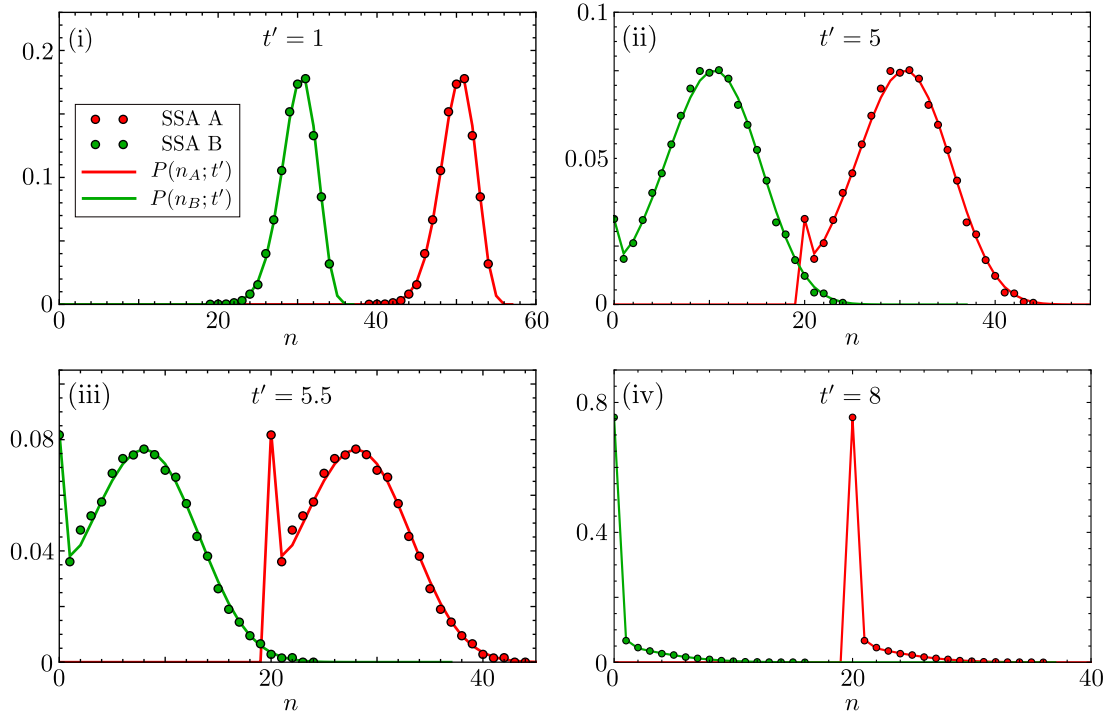 (i)
t′ = 1
0.2
0.1
0
SSA A
SSA B
P(n_A; t′)
P(n_B; t′)
0 20 40 60
n
(ii)
t′ = 5
0.1
0.05
0
0 20 40
n
(iii)
t′ = 5.5
0.08
0.04
0
0 20 40
n
(iv)
t′ = 8
0.8
0.4
0
0 20 40
n